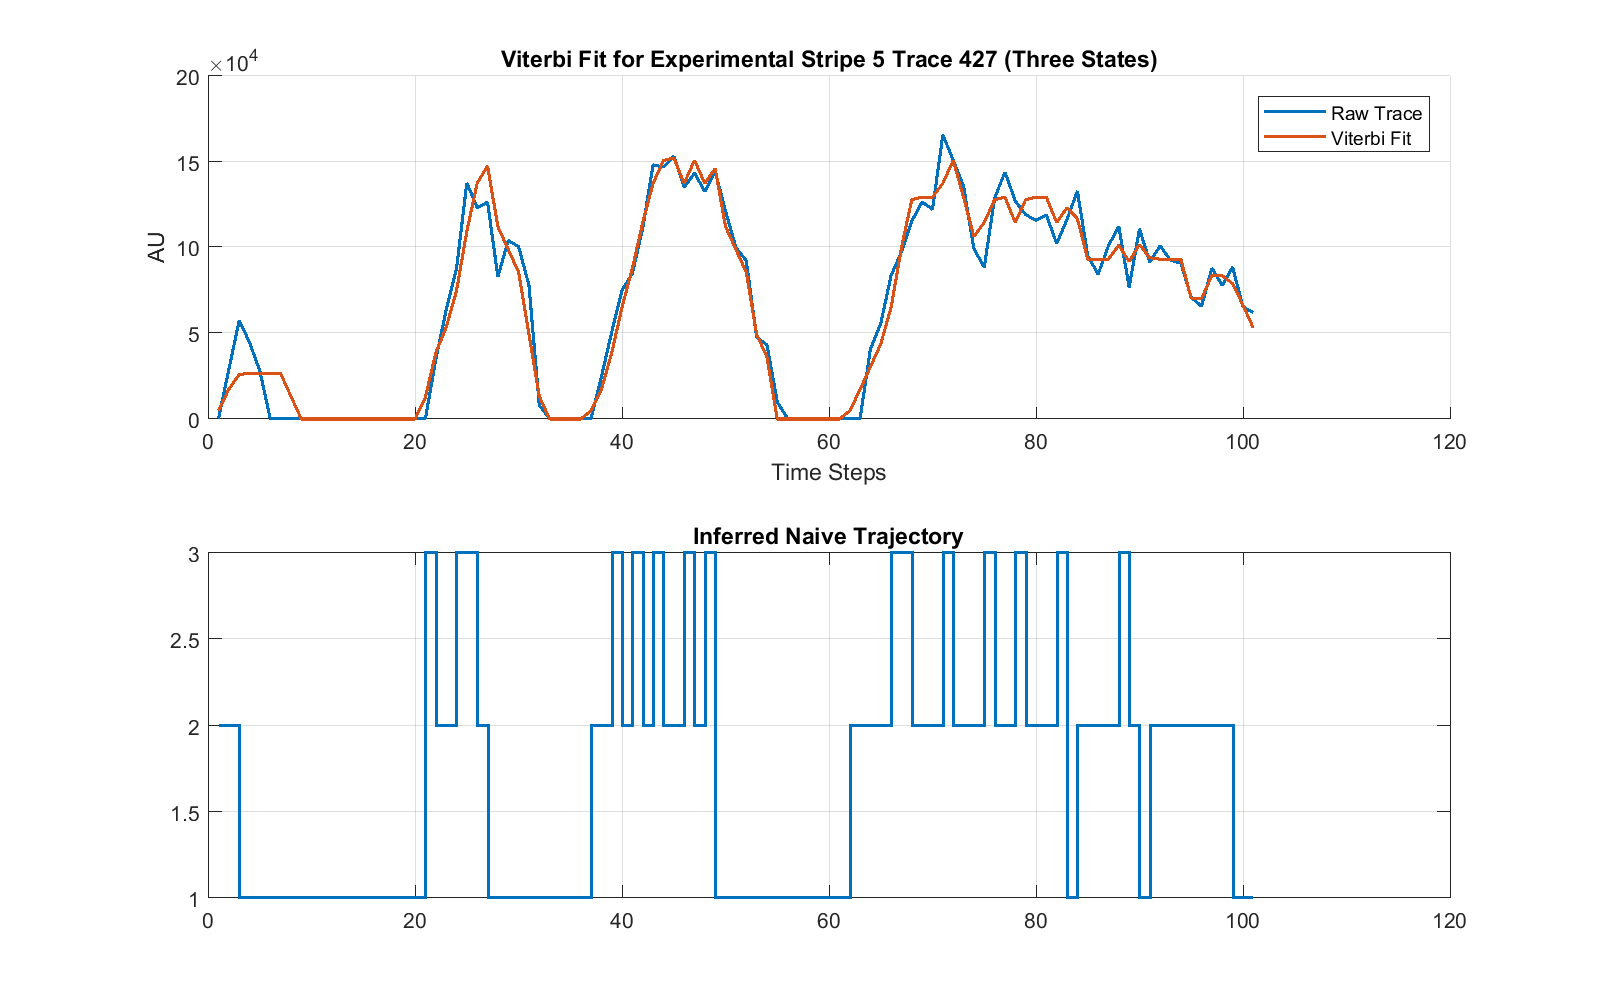 Viterbi Fit for Experimental Stripe 5 Trace 427 (Three States)
×10⁴
20
15
10
5
0
AU
Raw Trace
Viterbi Fit
0 20 40 60 80 100 120
Time Steps
Inferred Naive Trajectory
3
2.5
2
1.5
1
0 20 40 60 80 100 120